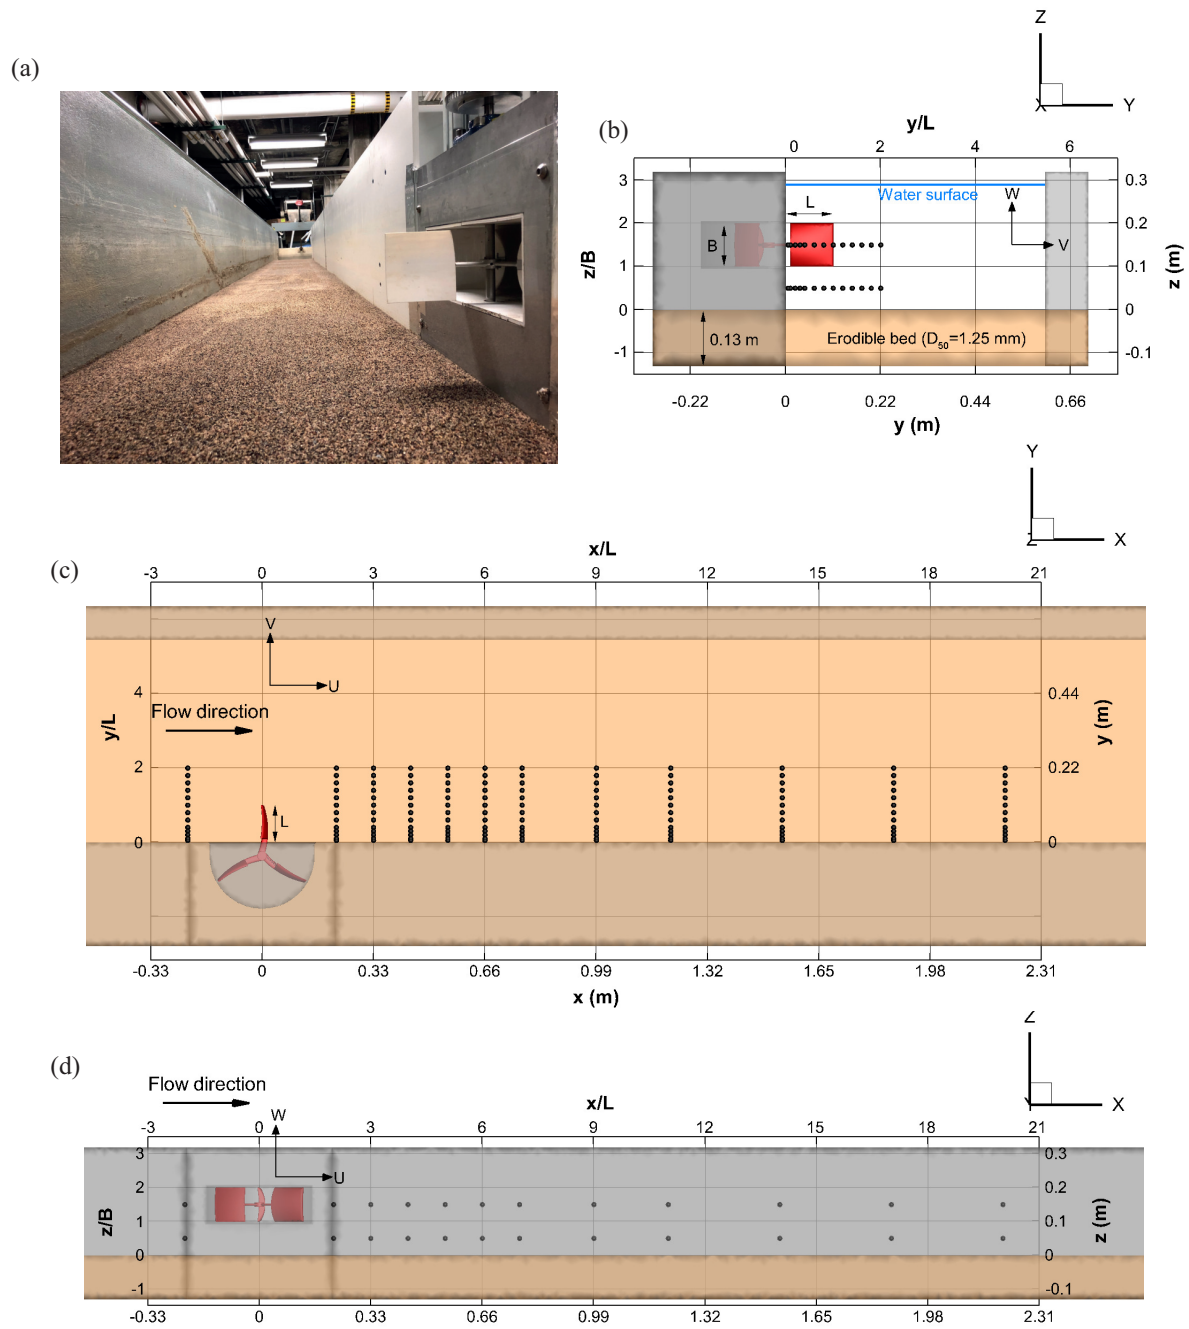 (a)
Z
X
Y
(b)
y/L
0 2 4 6
3 0.3
Water surface
W
L
2 0.2
B
V
z/B
z (m)
1 0.1
0 0
0.13 m
Erodible bed (D50=1.25 mm)
-1 -0.1
-0.22 0 0.22 0.44 0.66
y (m)
Y
Z
X
x/L
(c)
-3 0 3 6 9 12 15 18 21
V
U
4 0.44
Flow direction
y/L
y (m)
2 0.22
L
0 0
-0.33 0 0.33 0.66 0.99 1.32 1.65 1.98 2.31
x (m)
Z
Y
X
(d)
Flow direction
x/L
W
-3 0 3 6 9 12 15 18 21
3 0.3
U
2 0.2
z/B
z (m)
1 0.1
0 0
-1 -0.1
-0.33 0 0.33 0.66 0.99 1.32 1.65 1.98 2.31